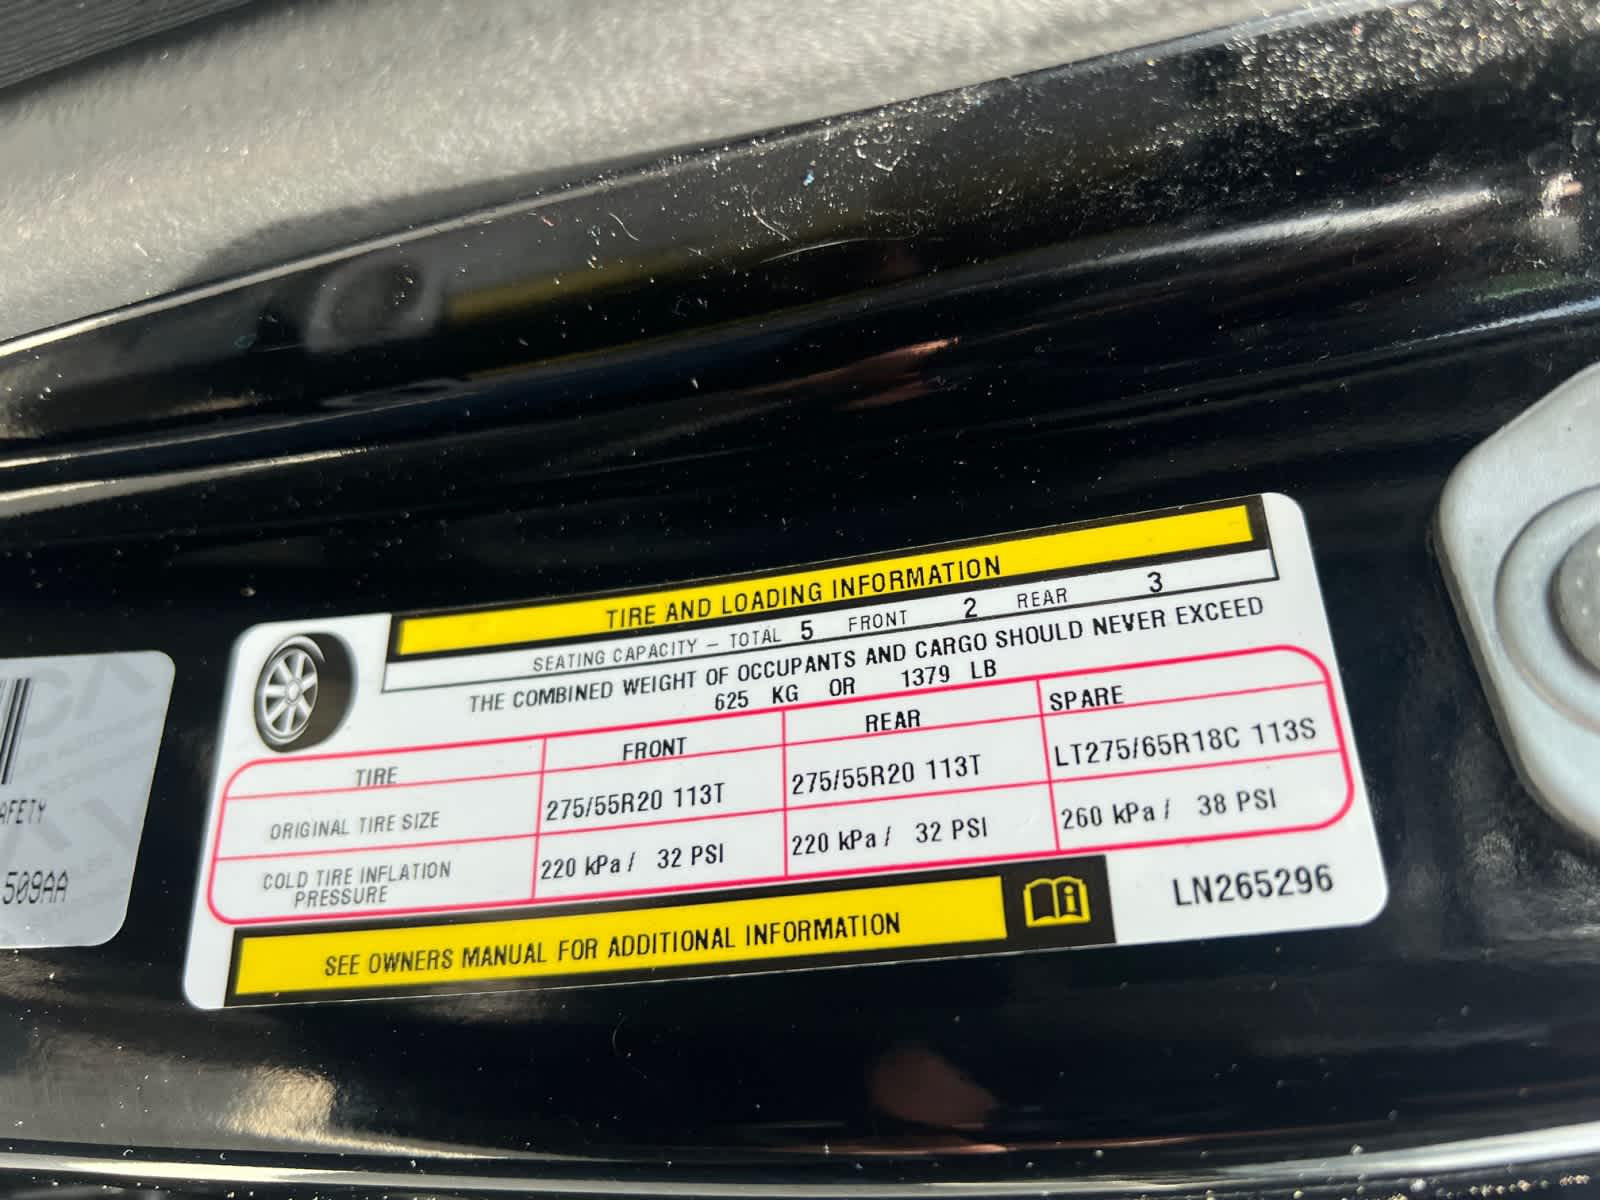 TIRE AND LOADING INFORMATION
SEATING CAPACITY – TOTAL 5 FRONT 2 REAR 3
THE COMBINED WEIGHT OF OCCUPANTS AND CARGO SHOULD NEVER EXCEED
625 KG OR 1379 LB
TIRE FRONT REAR SPARE
ORIGINAL TIRE SIZE 275/55R20 113T 275/55R20 113T LT275/65R18C 113S
COLD TIRE INFLATION PRESSURE 220 kPa / 32 PSI 220 kPa / 32 PSI 260 kPa / 38 PSI
SEE OWNERS MANUAL FOR ADDITIONAL INFORMATION
LN265296
509AA